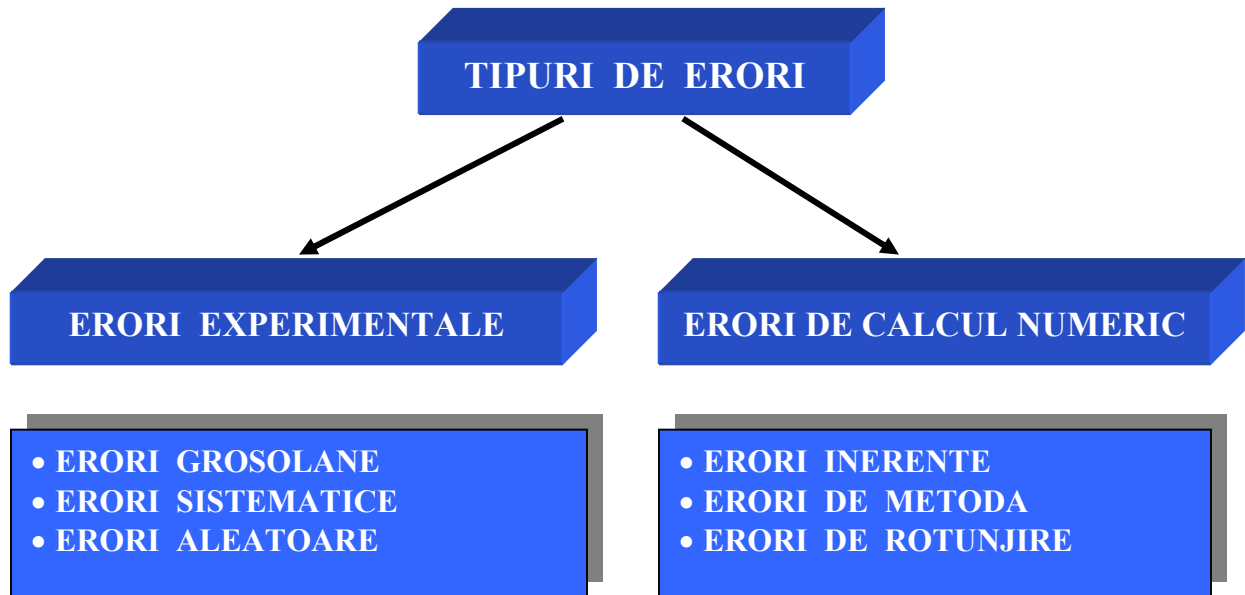 TIPURI DE ERORI
ERORI EXPERIMENTALE
ERORI DE CALCUL NUMERIC
• ERORI GROSOLANE
• ERORI SISTEMATICE
• ERORI ALEATOARE
• ERORI INERENTE
• ERORI DE METODA
• ERORI DE ROTUNJIRE